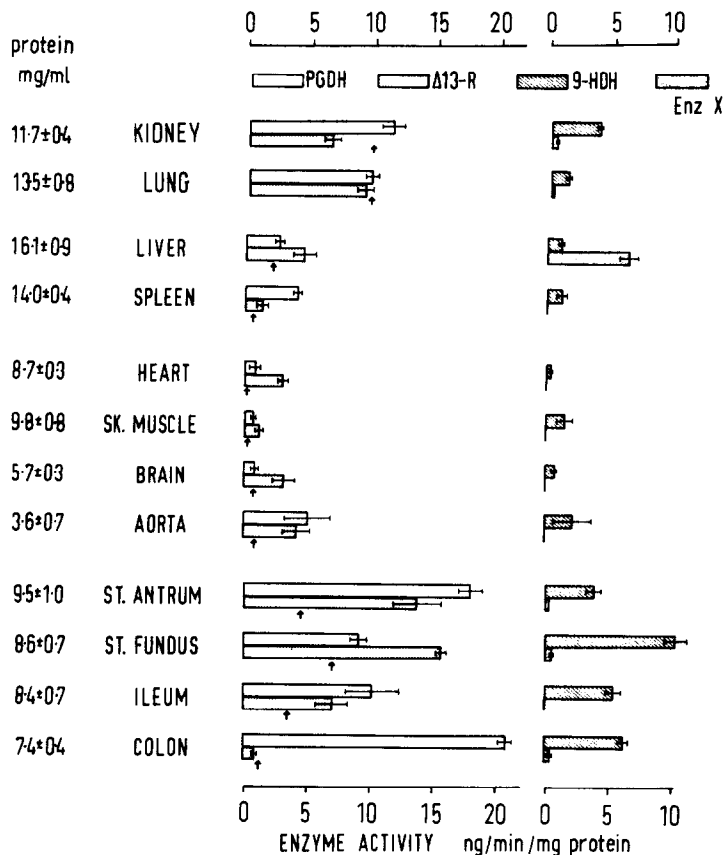 0 5 10 15 20 0 5 10
protein
mg/ml
PGDH Δ13-R 9-HDH
Enz X
11·7±0·4 KIDNEY
13·5±0·8 LUNG
16·1±0·9 LIVER
14·0±0·4 SPLEEN
8·7±0·3 HEART
9·8±0·8 SK. MUSCLE
5·7±0·3 BRAIN
3·6±0·7 AORTA
9·5±1·0 ST. ANTRUM
8·6±0·7 ST. FUNDUS
8·4±0·7 ILEUM
7·4±0·4 COLON
0 5 10 15 20 0 5 10
ENZYME ACTIVITY ng/min/mg protein